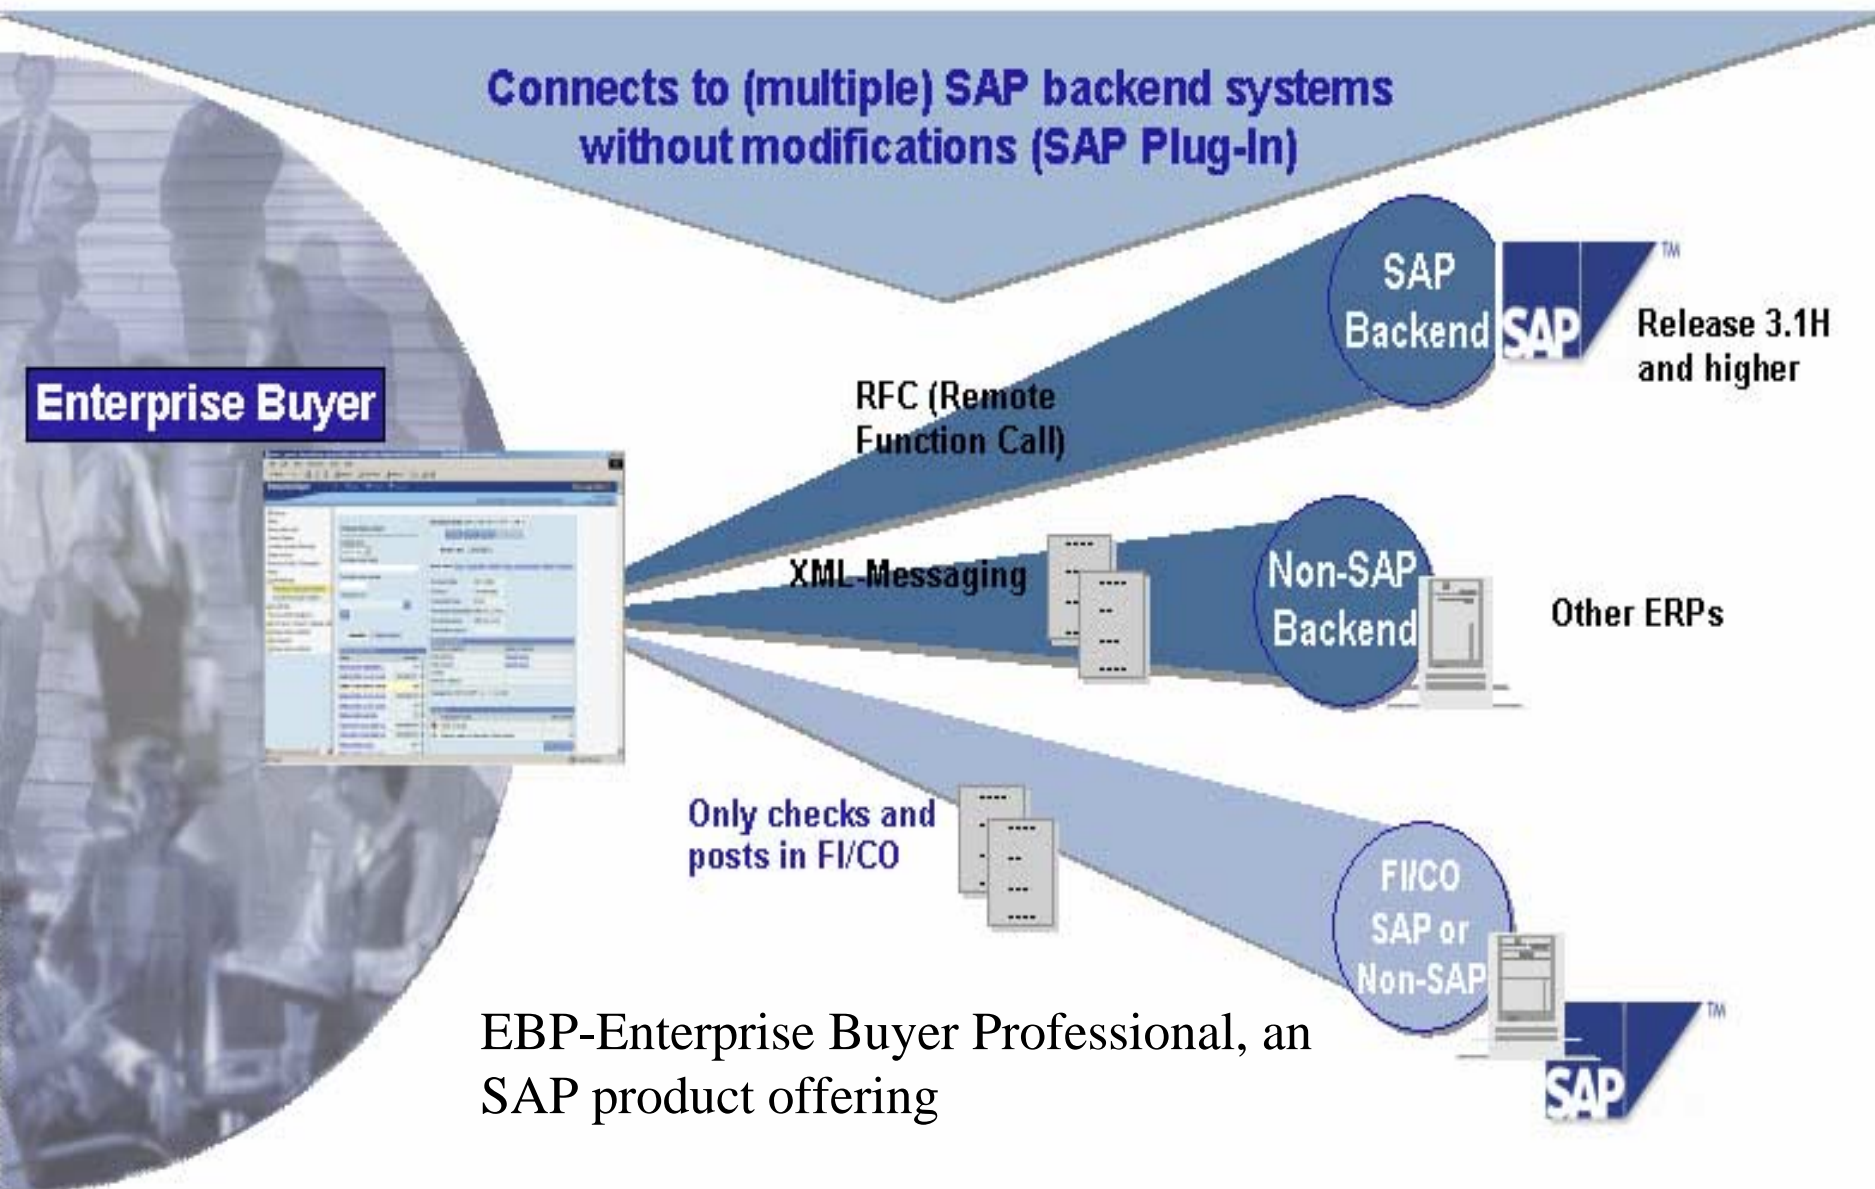 Connects to (multiple) SAP backend systems
without modifications (SAP Plug-In)
SAP
Backend
SAP
TM
Release 3.1H
and higher
Enterprise Buyer
RFC (Remote
Function Call)
XML-Messaging
Non-SAP
Backend
Other ERPs
Only checks and
posts in FI/CO
FI/CO
SAP or
Non-SAP
SAP
TM
EBP-Enterprise Buyer Professional, an
SAP product offering